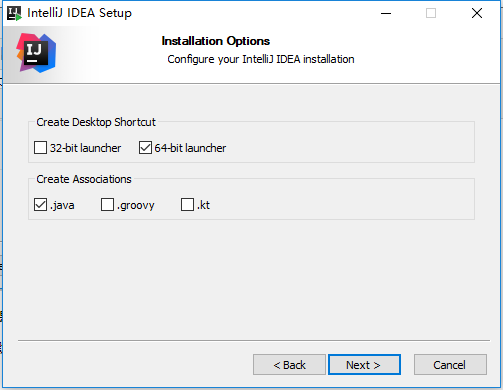 IntelliJ IDEA Setup
IJ
Installation Options
Configure your IntelliJ IDEA installation
Create Desktop Shortcut
32-bit launcher 64-bit launcher
Create Associations
.java .groovy .kt
< Back Next > Cancel